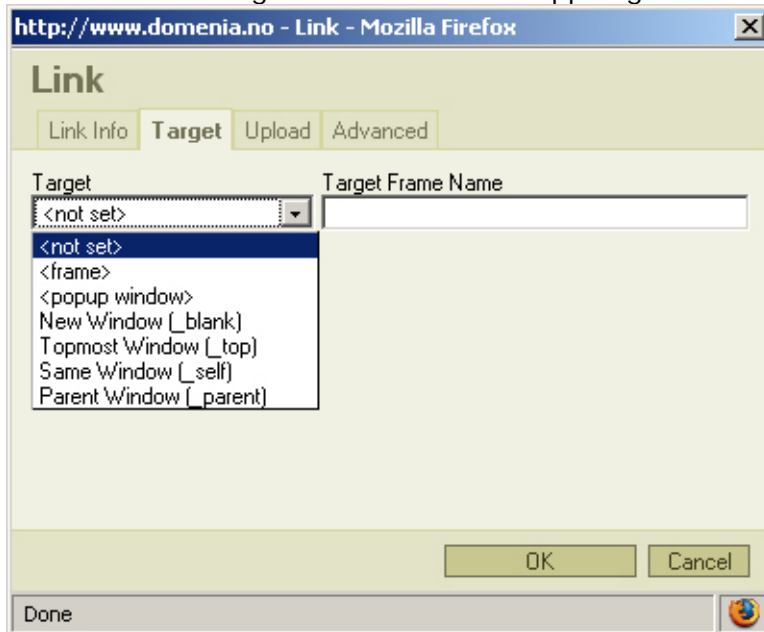 http://www.domenia.no - Link - Mozilla Firefox
Link
Link Info Target Upload Advanced
Target Target Frame Name
<not set>
<not set>
<frame>
<popup window>
New Window (_blank)
Topmost Window (_top)
Same Window (_self)
Parent Window (_parent)
OK Cancel
Done